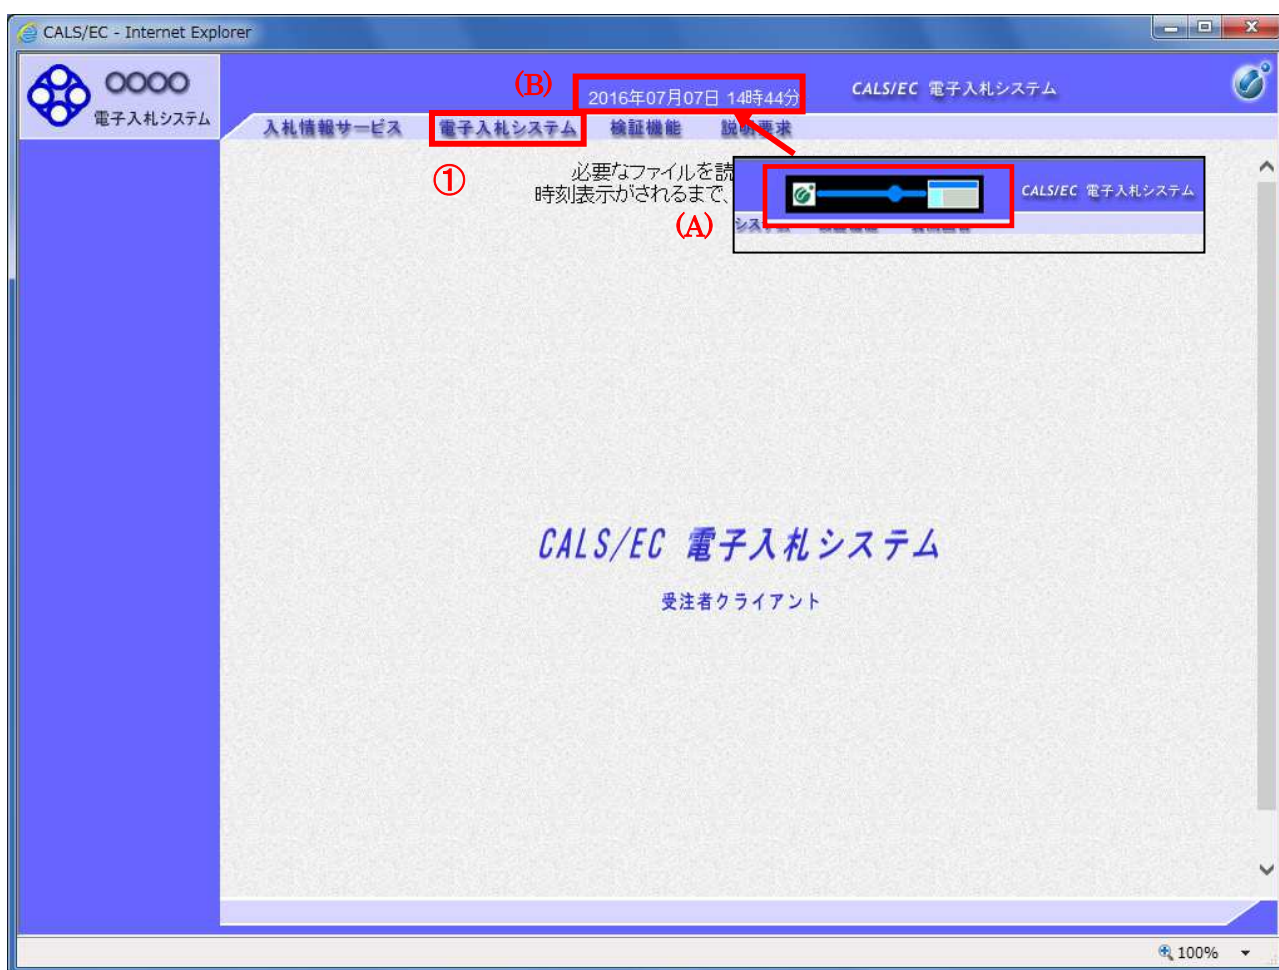 CALS/EC - Internet Explorer
OOOO
電子入札システム
(B)
2016年07月07日 14時44分
CALS/EC 電子入札システム
入札情報サービス 電子入札システム 検証機能 説明要求
①
必要なファイルを読
時刻表示がされるまで、
(A)
CALS/EC 電子入札システム
CALS/EC 電子入札システム
受注者クライアント
100%